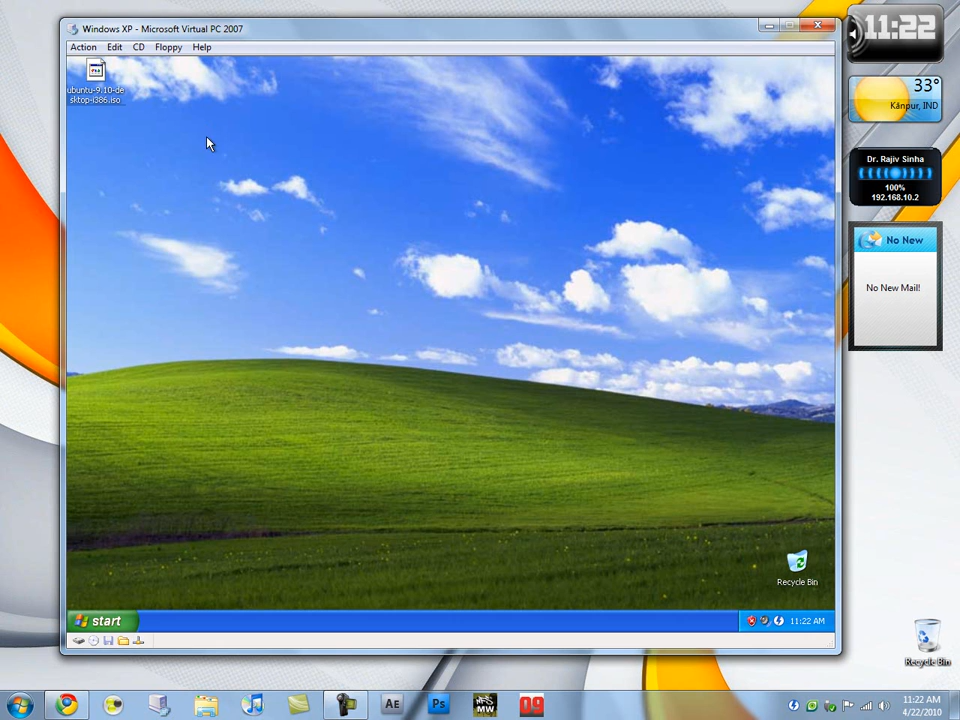 Windows XP - Microsoft Virtual PC 2007
Action Edit CD Floppy Help
ubuntu-9.10-de
sktop-i386.iso
Recycle Bin
start
11:22 AM
11:22
33°
Kānpur, IND
Dr. Rajiv Sinha
100%
192.168.10.2
No New
No New Mail!
Recycle Bin
AE
Ps
MW
09
11:22 AM
4/22/2010